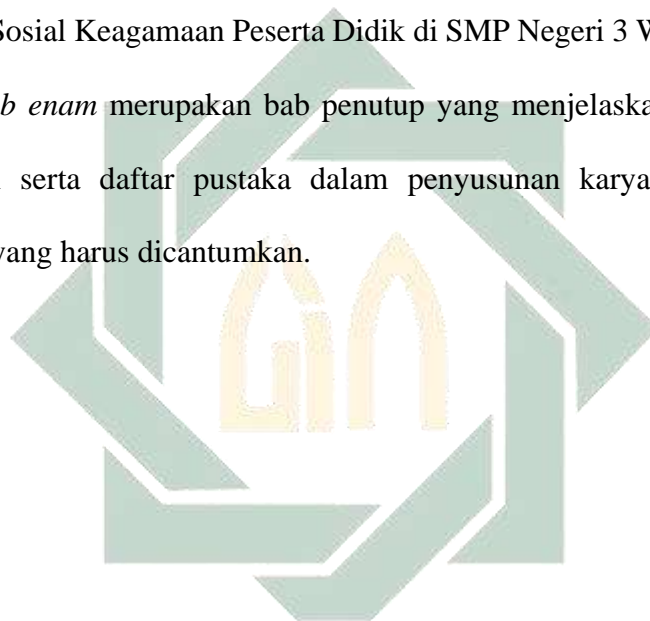 Sosial Keagamaan Peserta Didik di SMP Negeri 3 W
b enam merupakan bab penutup yang menjelaska
serta daftar pustaka dalam penyusunan karya
yang harus dicantumkan.